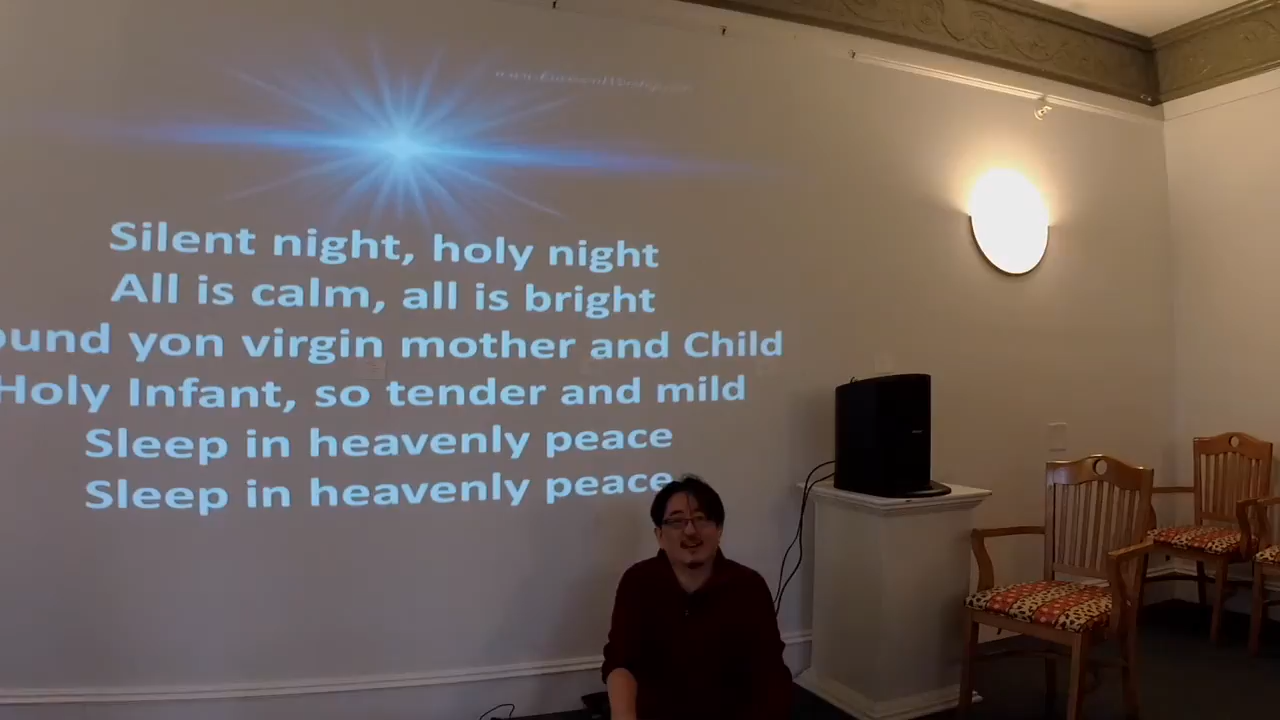 Silent night, holy night
All is calm, all is bright
ound yon virgin mother and Child
Holy Infant, so tender and mild
Sleep in heavenly peace
Sleep in heavenly peace